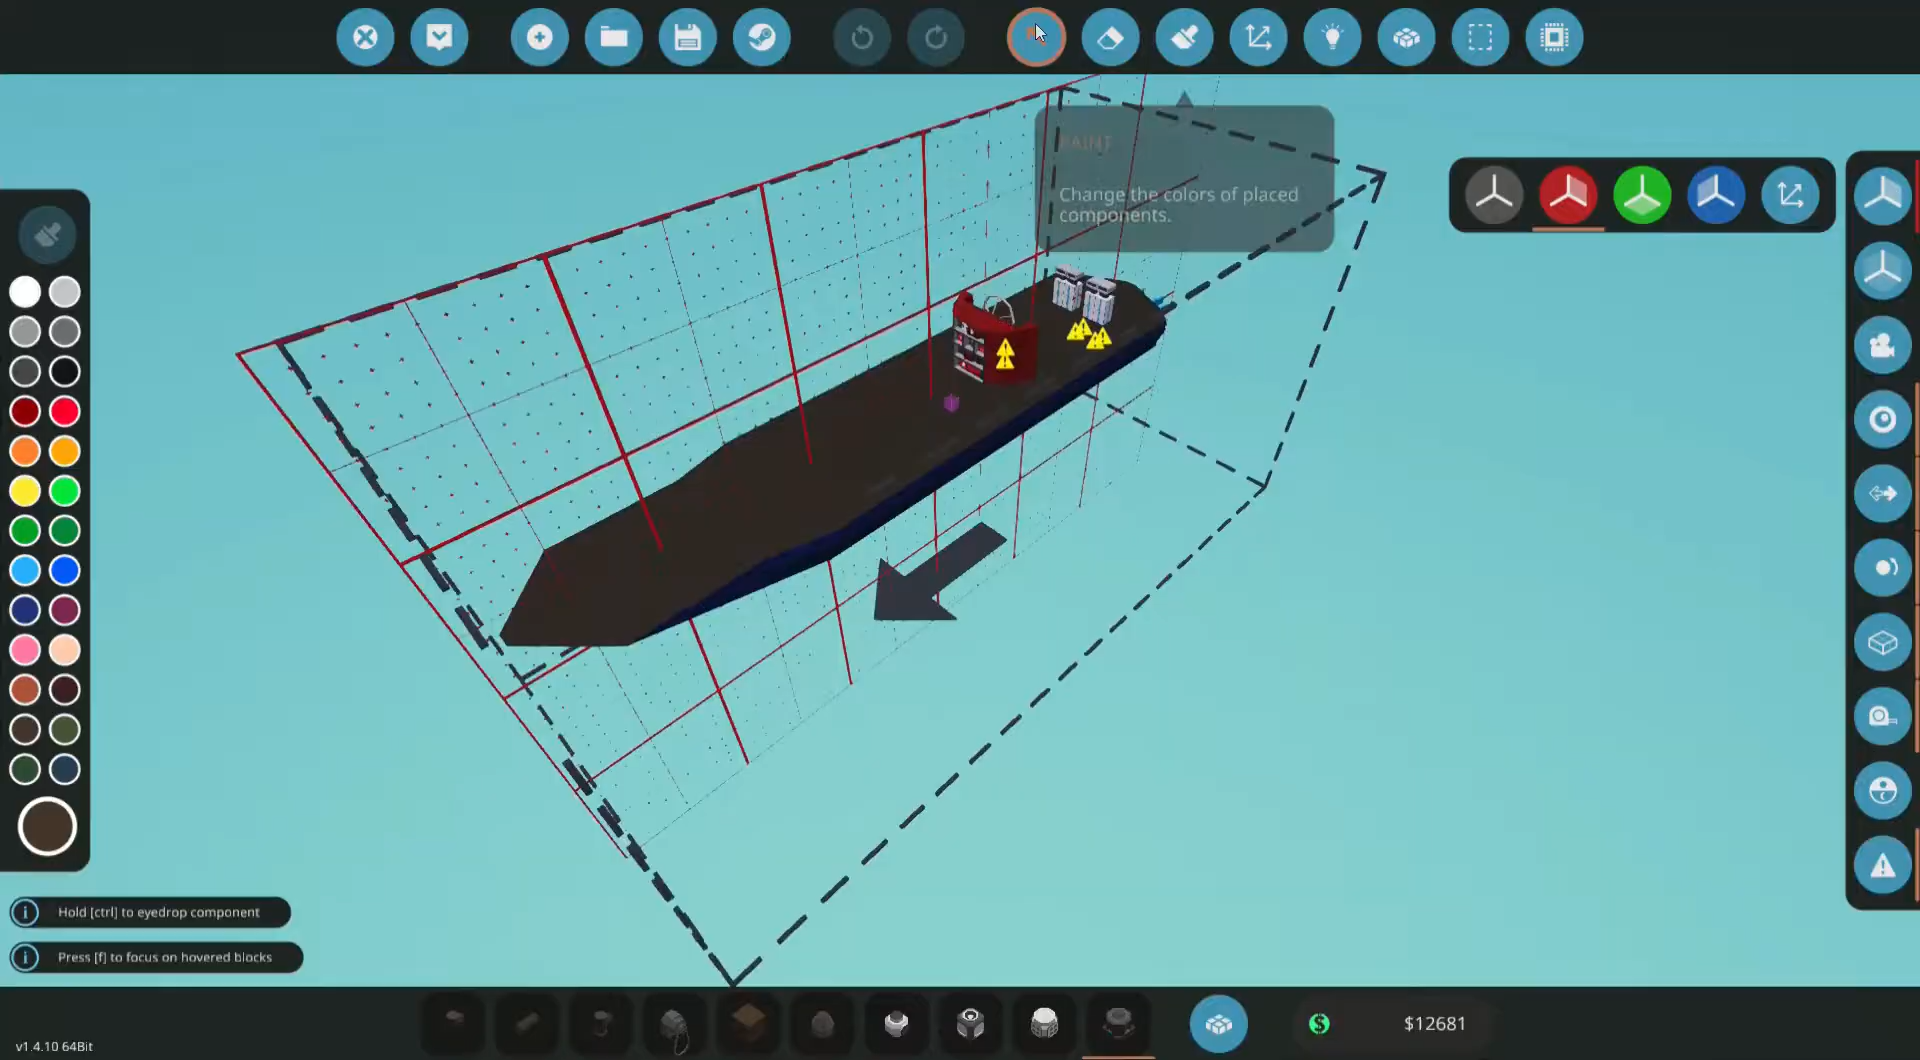 PAINT
Change the colors of placed
components.
Hold [ctrl] to eyedrop component
Press [f] to focus on hovered blocks
$12681
v1.4.10 64Bit